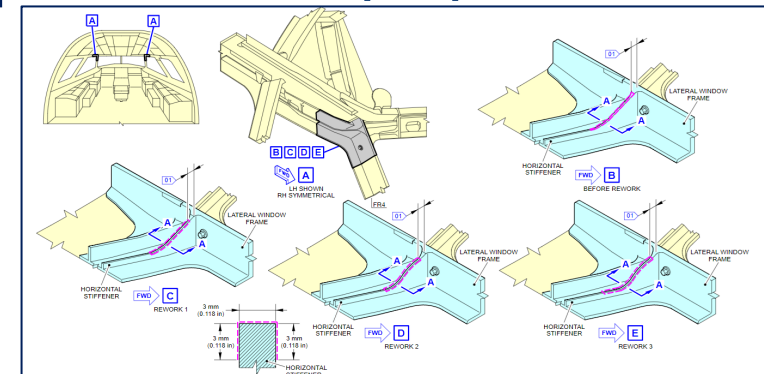 A
A
B C D E
FWD A
LH SHOWN
RH SYMMETRICAL
FR4
01
A
A
LATERAL WINDOW
FRAME
HORIZONTAL
STIFFENER
FWD B
BEFORE REWORK
01
A
A
LATERAL WINDOW
FRAME
HORIZONTAL
STIFFENER
FWD C
REWORK 1
3 mm
(0.118 in)
3 mm
(0.118 in)
3 mm
(0.118 in)
HORIZONTAL
STIFFENER
01
A
A
LATERAL WINDOW
FRAME
HORIZONTAL
STIFFENER
FWD D
REWORK 2
01
A
A
LATERAL WINDOW
FRAME
HORIZONTAL
STIFFENER
FWD E
REWORK 3